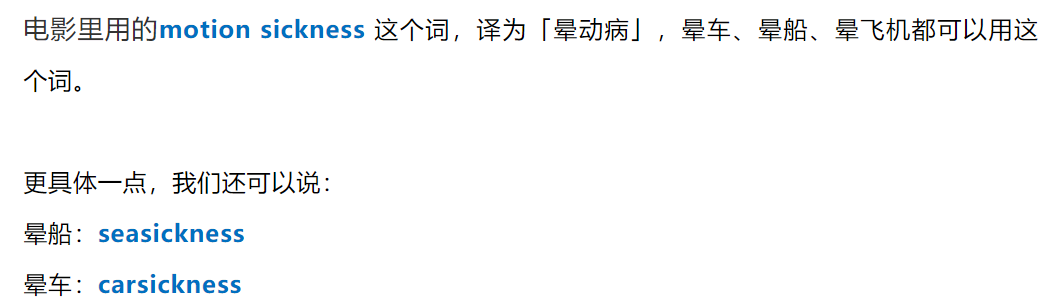 电影里用的motion sickness 这个词，译为「晕动病」，晕车、晕船、晕飞机都可以用这
个词。
更具体一点，我们还可以说：
晕船：seasickness
晕车：carsickness